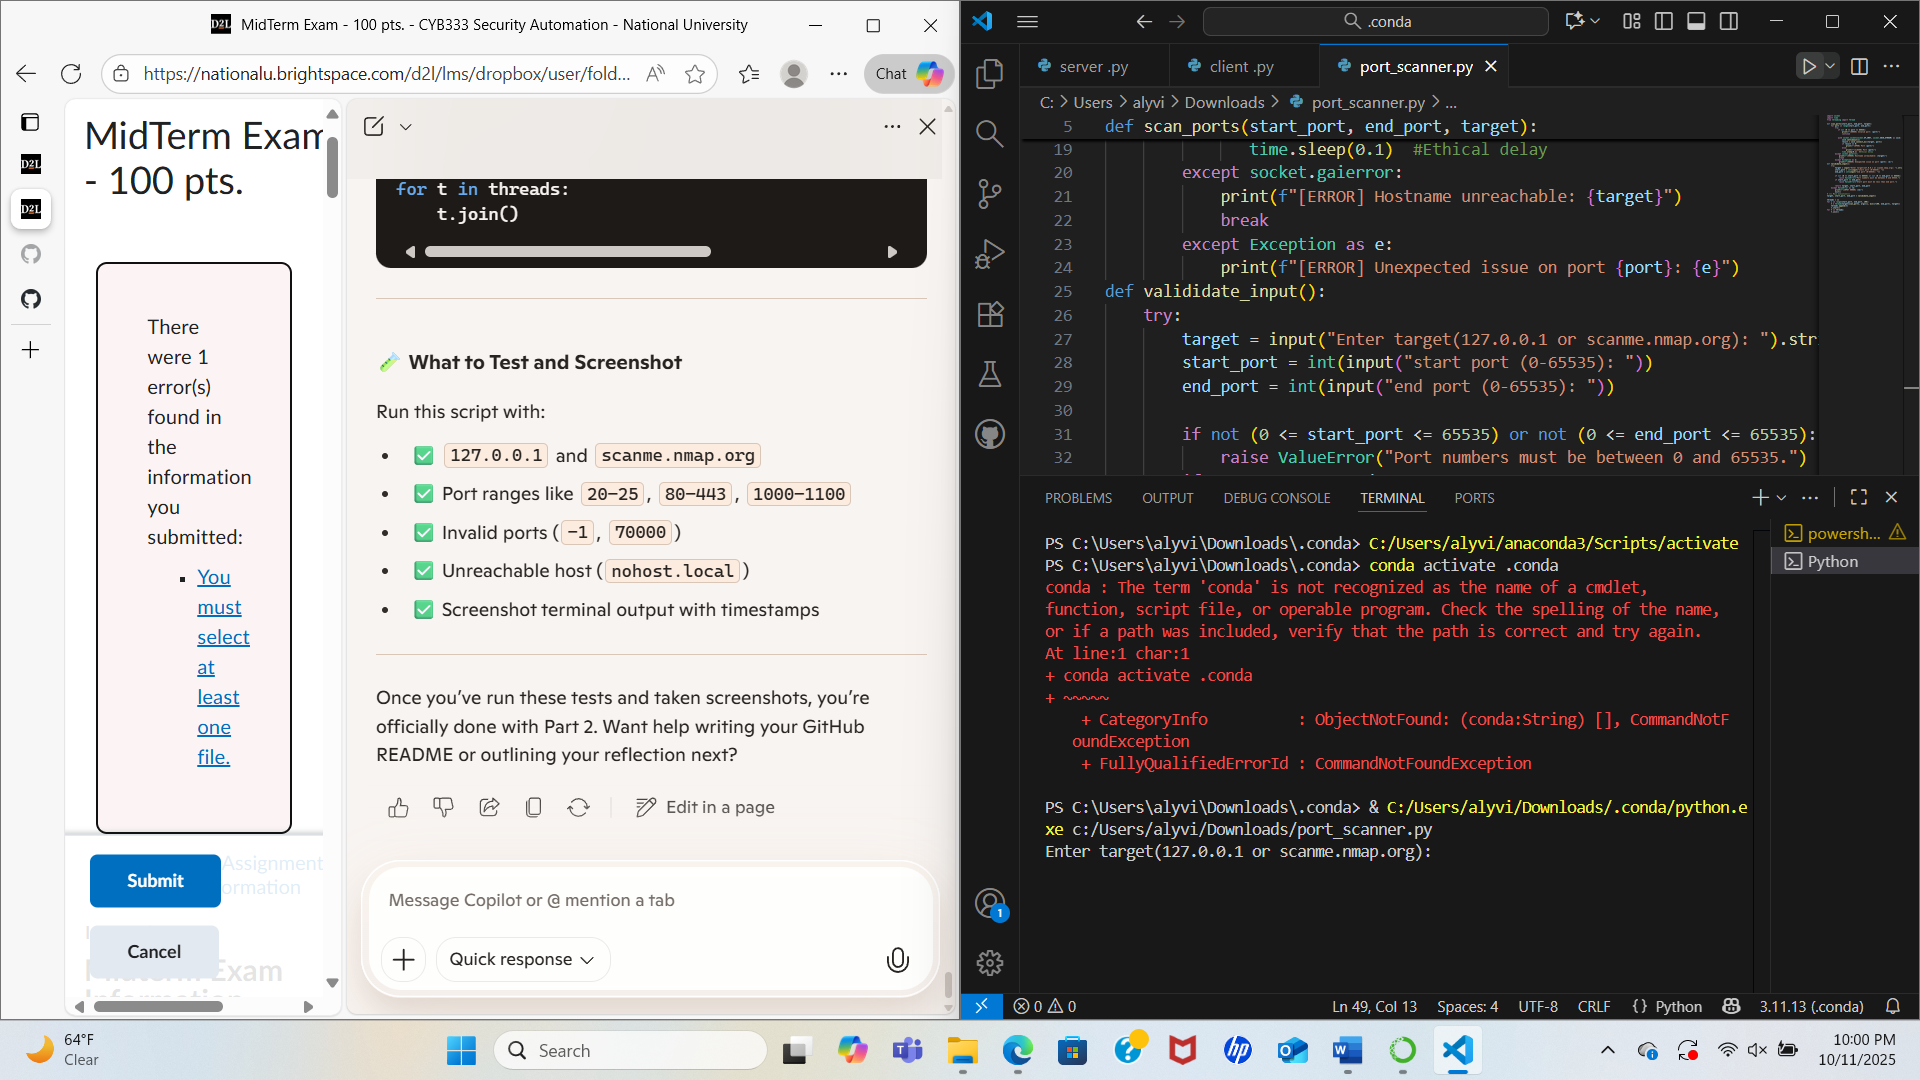 MidTerm Exam - 100 pts. - CYB333 Security Automation - National University
https://nationalu.brightspace.com/d2l/lms/dropbox/user/fold...
Chat
D2L
D2L
MidTerm Exam
- 100 pts.
There
were 1
error(s)
found in
the
information
you
submitted:
You
must
select
at
least
one
file.
Submit
Assignment
ormation
Cancel
Midterm Exam
Information
for t in threads:
t.join()
What to Test and Screenshot
Run this script with:
127.0.0.1 and scanme.nmap.org
Port ranges like 20–25, 80–443, 1000–1100
Invalid ports (-1, 70000)
Unreachable host (nohost.local)
Screenshot terminal output with timestamps
Once you’ve run these tests and taken screenshots, you’re
officially done with Part 2. Want help writing your GitHub
README or outlining your reflection next?
Edit in a page
Message Copilot or @ mention a tab
Quick response
.conda
server .py
client .py
port_scanner.py
C: > Users > alyvi > Downloads > port_scanner.py > ...
5 def scan_ports(start_port, end_port, target):
19 time.sleep(0.1) #Ethical delay
20 except socket.gaierror:
21 print(f"[ERROR] Hostname unreachable: {target}")
22 break
23 except Exception as e:
24 print(f"[ERROR] Unexpected issue on port {port}: {e}")
25 def valididate_input():
26 try:
27 target = input("Enter target(127.0.0.1 or scanme.nmap.org): ").str
28 start_port = int(input("start port (0-65535): "))
29 end_port = int(input("end port (0-65535): "))
30
31 if not (0 <= start_port <= 65535) or not (0 <= end_port <= 65535):
32 raise ValueError("Port numbers must be between 0 and 65535.")
PROBLEMS
OUTPUT
DEBUG CONSOLE
TERMINAL
PORTS
PS C:\Users\alyvi\Downloads\.conda> C:/Users/alyvi/anaconda3/Scripts/activate
PS C:\Users\alyvi\Downloads\.conda> conda activate .conda
conda : The term 'conda' is not recognized as the name of a cmdlet,
function, script file, or operable program. Check the spelling of the name,
or if a path was included, verify that the path is correct and try again.
At line:1 char:1
+ conda activate .conda
+ ~~~~~
+ CategoryInfo : ObjectNotFound: (conda:String) [], CommandNotF
oundException
+ FullyQualifiedErrorId : CommandNotFoundException
PS C:\Users\alyvi\Downloads\.conda> & C:/Users/alyvi/Downloads/.conda/python.e
xe c:/Users/alyvi/Downloads/port_scanner.py
Enter target(127.0.0.1 or scanme.nmap.org):
powersh...
Python
1
0 0
Ln 49, Col 13
Spaces: 4
UTF-8
CRLF
{ } Python
3.11.13 (.conda)
64°F
Clear
Search
10:00 PM
10/11/2025